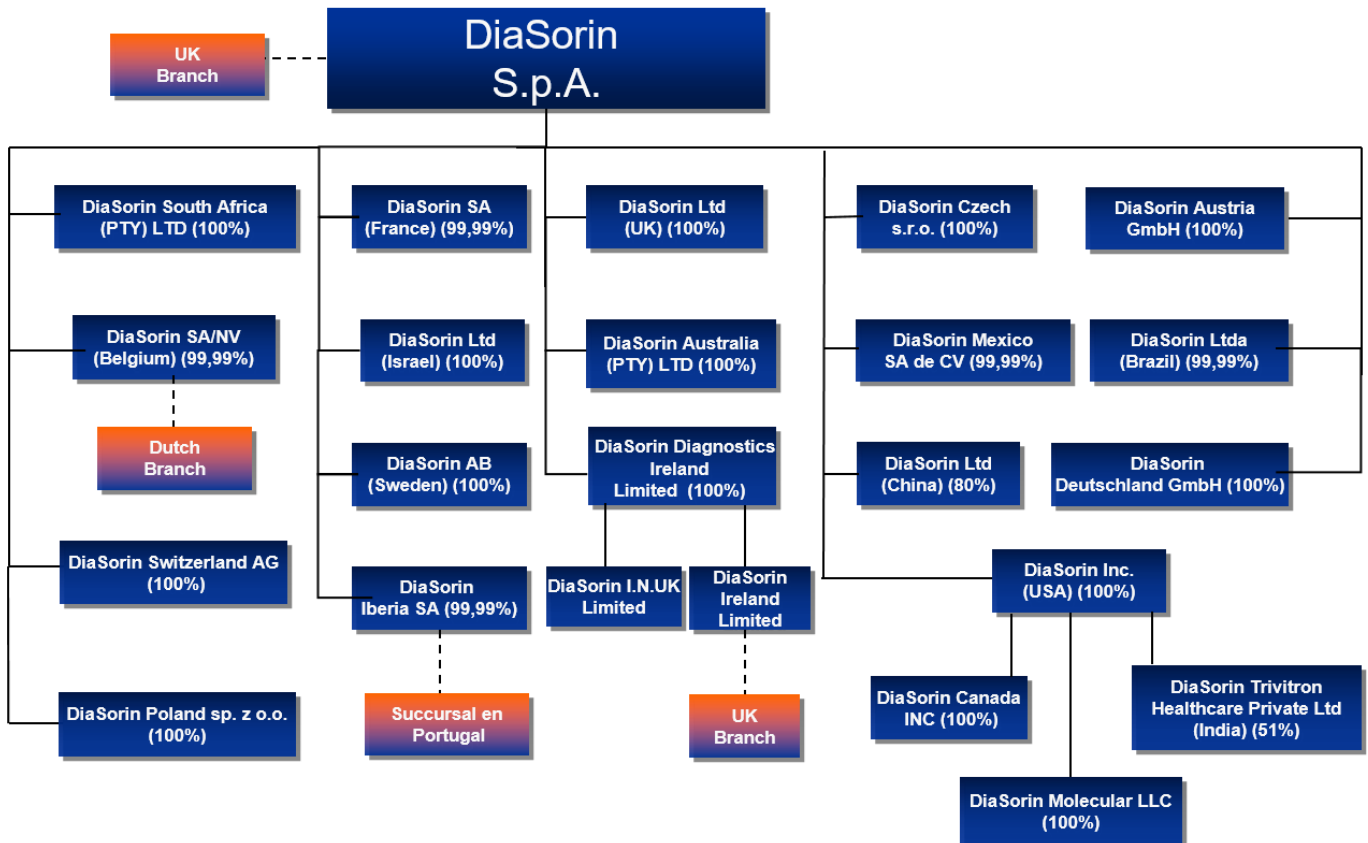 DiaSorin
S.p.A.
UK
Branch
DiaSorin South Africa
(PTY) LTD (100%)
DiaSorin SA
(France) (99,99%)
DiaSorin Ltd
(UK) (100%)
DiaSorin Czech
s.r.o. (100%)
DiaSorin Austria
GmbH (100%)
DiaSorin SA/NV
(Belgium) (99,99%)
DiaSorin Ltd
(Israel) (100%)
DiaSorin Australia
(PTY) LTD (100%)
DiaSorin Mexico
SA de CV (99,99%)
DiaSorin Ltda
(Brazil) (99,99%)
Dutch
Branch
DiaSorin AB
(Sweden) (100%)
DiaSorin Diagnostics
Ireland
Limited (100%)
DiaSorin Ltd
(China) (80%)
DiaSorin
Deutschland GmbH (100%)
DiaSorin Switzerland AG
(100%)
DiaSorin
Iberia SA (99,99%)
DiaSorin I.N.UK
Limited
DiaSorin
Ireland
Limited
DiaSorin Inc.
(USA) (100%)
DiaSorin Poland sp. z o.o.
(100%)
Succursal en
Portugal
UK
Branch
DiaSorin Canada
INC (100%)
DiaSorin Trivitron
Healthcare Private Ltd
(India) (51%)
DiaSorin Molecular LLC
(100%)